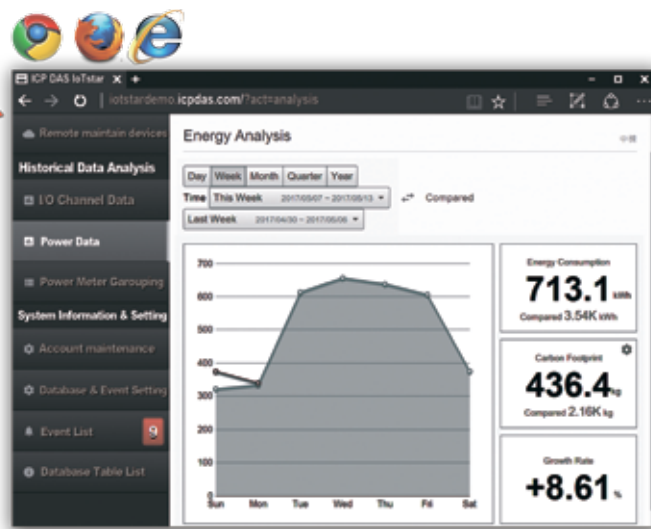 ICP DAS IoTstar
iotstardemo.icpdas.com/?act=analysis
Remote maintain devices
Historical Data Analysis
I/O Channel Data
Power Data
Power Meter Garouping
System Information & Setting
Account maintenance
Database & Event Setting
Event List 9
Database Table List
Energy Analysis
Day Week Month Quarter Year
Time This Week 2017/05/07 ~ 2017/05/13 Compared
Last Week 2017/04/30 ~ 2017/05/06
700
600
500
400
300
200
100
0
Sun Mon Tue Wed Thu Fri Sat
Energy Consumption
713.1 kWh
Compared 3.54K kWh
Carbon Footprint
436.4 kg
Compared 2.16K kg
Growth Rate
+8.61 %